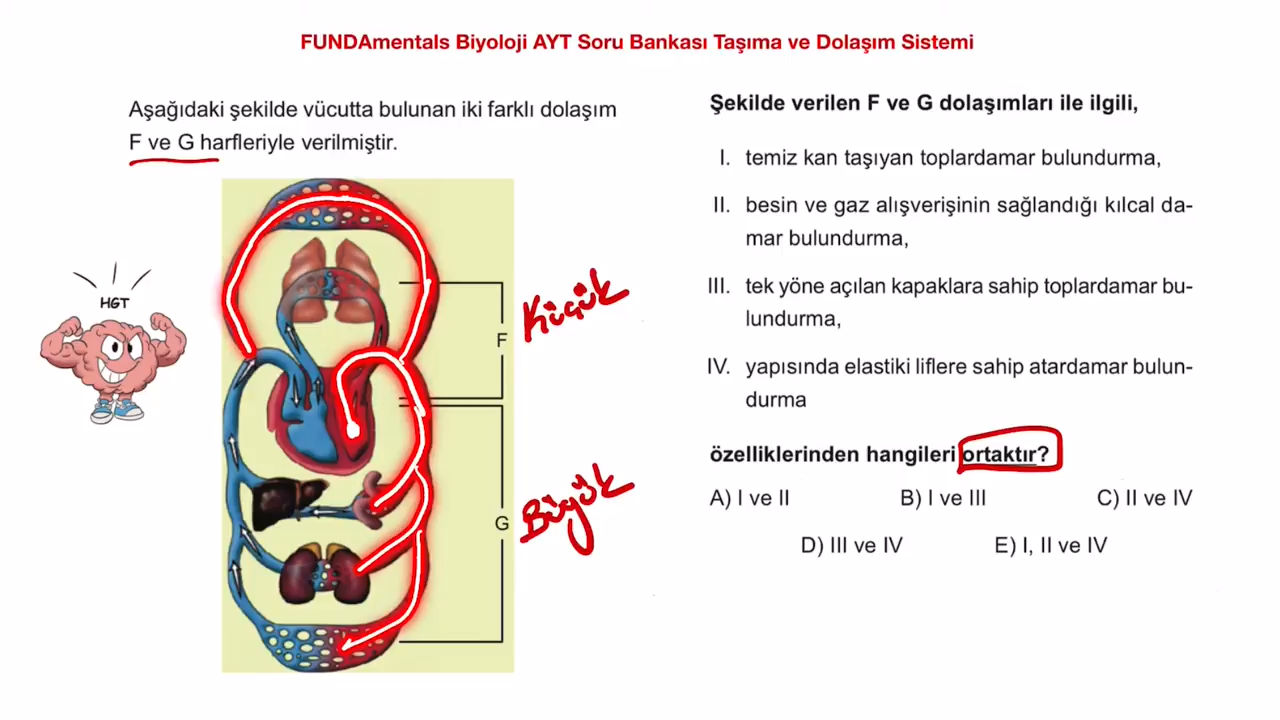 FUNDAmentals Biyoloji AYT Soru Bankası Taşıma ve Dolaşım Sistemi
Aşağıdaki şekilde vücutta bulunan iki farklı dolaşım
F ve G harfleriyle verilmiştir.
HGT
F
Küçük
G
Büyük
Şekilde verilen F ve G dolaşımları ile ilgili,
I. temiz kan taşıyan toplardamar bulundurma,
II. besin ve gaz alışverişinin sağlandığı kılcal da-
mar bulundurma,
III. tek yöne açılan kapaklara sahip toplardamar bu-
lundurma,
IV. yapısında elastiki liflere sahip atardamar bulun-
durma
özelliklerinden hangileri ortaktır?
A) I ve II B) I ve III C) II ve IV
D) III ve IV E) I, II ve IV